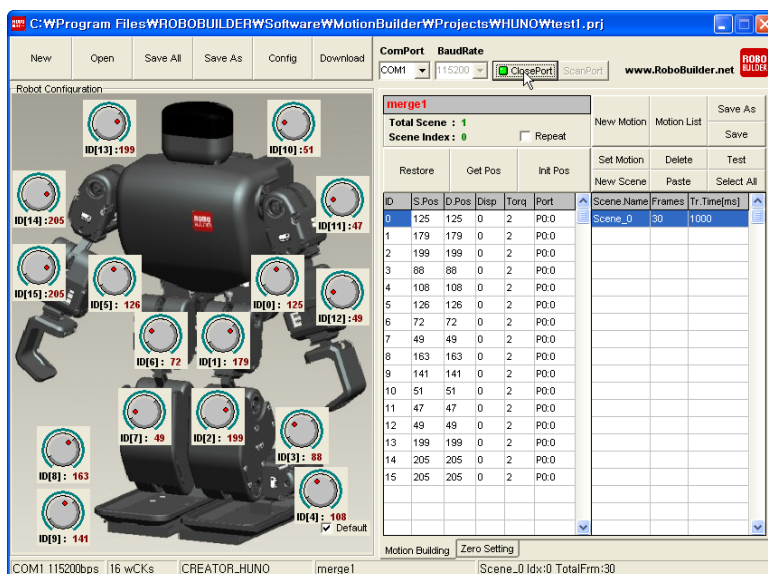 C:₩Program Files₩ROBOBUILDER₩Software₩MotionBuilder₩Projects₩HUNO₩test1.prj
New Open Save All Save As Config Download
ComPort BaudRate
COM1 115200 ClosePort ScanPort www.RoboBuilder.net ROBO BUILDER
Robot Configuration
ID[13]:199
ID[10]:51
ID[14]:205
ROBO BUILDER
ID[11]:47
ID[15]:205
ID[5]: 126
ID[0]: 125
ID[12]:49
ID[6]: 72
ID[1]: 179
ID[7]: 49
ID[2]: 199
ID[3]: 88
ID[8]: 163
ID[4]: 108
Default
ID[9]: 141
merge1
Total Scene : 1
Scene Index: 0 Repeat
Restore Get Pos Init Pos
New Motion Motion List Save As
Save
Set Motion Delete Test
New Scene Paste Select All
ID S.Pos D.Pos Disp Torq Port
0 125 125 0 2 P0:0
1 179 179 0 2 P0:0
2 199 199 0 2 P0:0
3 88 88 0 2 P0:0
4 108 108 0 2 P0:0
5 126 126 0 2 P0:0
6 72 72 0 2 P0:0
7 49 49 0 2 P0:0
8 163 163 0 2 P0:0
9 141 141 0 2 P0:0
10 51 51 0 2 P0:0
11 47 47 0 2 P0:0
12 49 49 0 2 P0:0
13 199 199 0 2 P0:0
14 205 205 0 2 P0:0
15 205 205 0 2 P0:0
Scene.Name Frames Tr.Time[ms]
Scene_0 30 1000
Motion Building Zero Setting
COM1 115200bps 16 wCKs CREATOR_HUNO merge1 Scene_0 Idx:0 TotalFrm:30